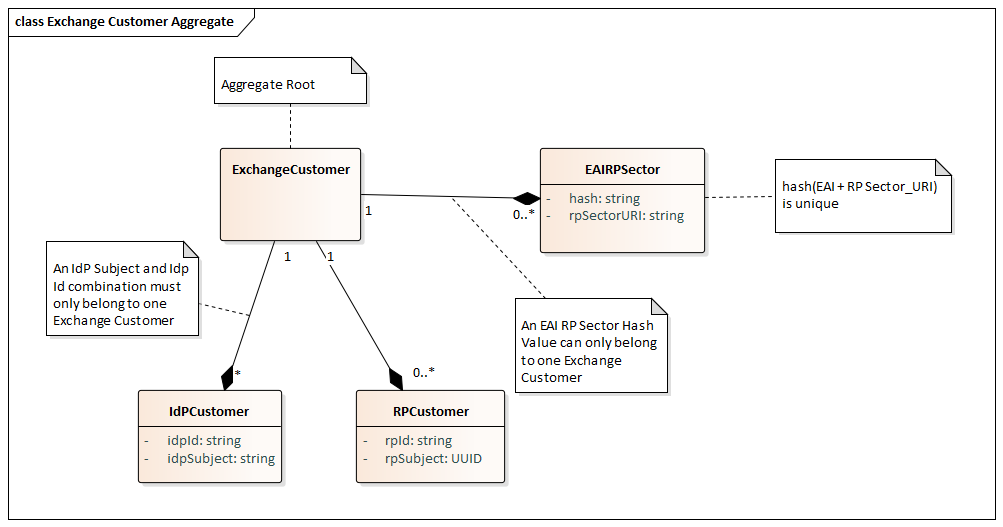 class Exchange Customer Aggregate
Aggregate Root
ExchangeCustomer
EAIRPSector
- hash: string
- rpSectorURI: string
hash(EAI + RP Sector_URI)
is unique
1
0..*
An IdP Subject and Idp
Id combination must
only belong to one
Exchange Customer
1
1
An EAI RP Sector Hash
Value can only belong
to one Exchange
Customer
*
0..*
IdPCustomer
- idpId: string
- idpSubject: string
RPCustomer
- rpId: string
- rpSubject: UUID